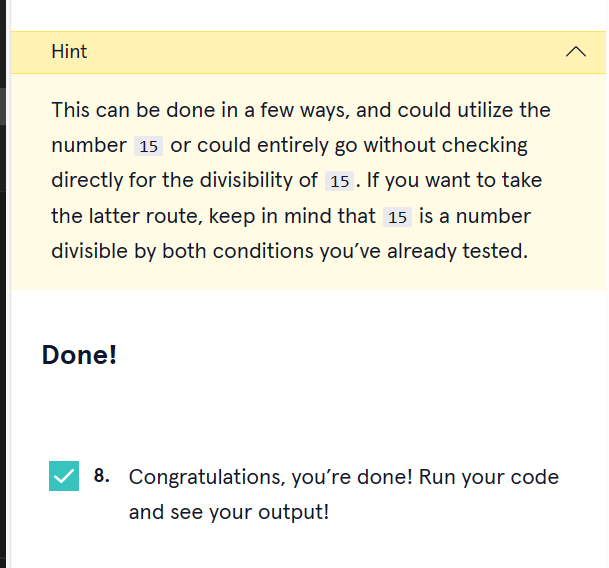 Hint
This can be done in a few ways, and could utilize the
number 15 or could entirely go without checking
directly for the divisibility of 15. If you want to take
the latter route, keep in mind that 15 is a number
divisible by both conditions you’ve already tested.
Done!
8. Congratulations, you’re done! Run your code
and see your output!